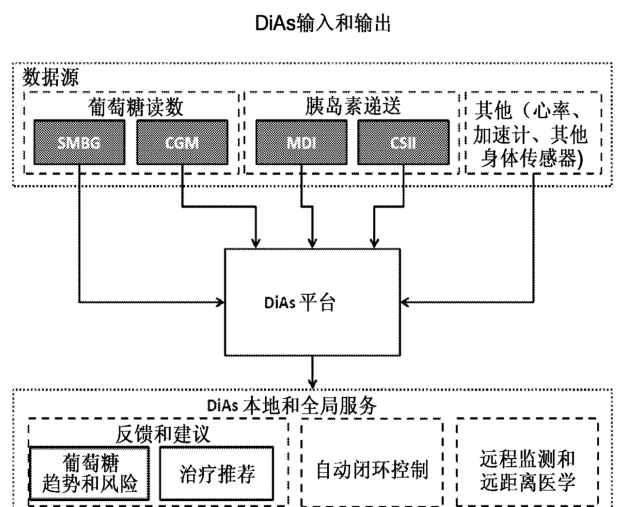 DiAs输入和输出
数据源
葡萄糖读数
SMBG
CGM
胰岛素递送
MDI
CSII
其他（心率、
加速计、其他
身体传感器)
DiAs 平台
DiAs 本地和全局服务
反馈和建议
葡萄糖
趋势和风险
治疗推荐
自动闭环控制
远程监测和
远距离医学